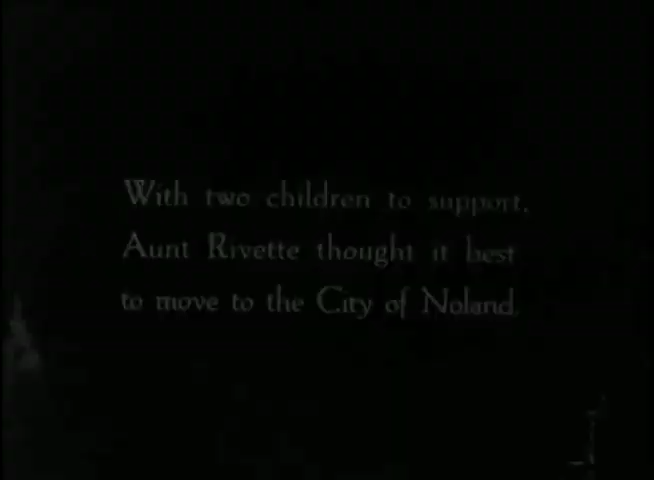 With two children to support,
Aunt Rivette thought it best
to move to the City of Noland.